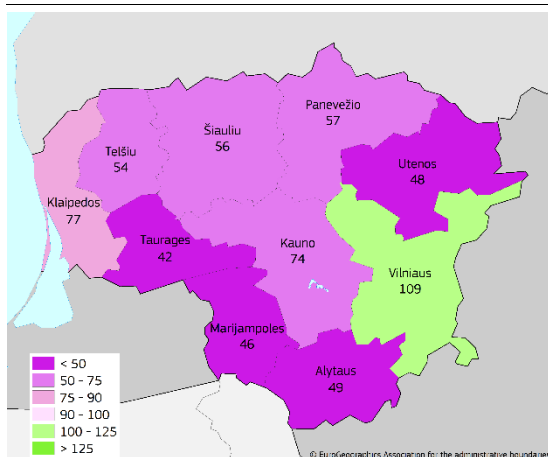 Panevėžio
57
Šiauliu
56
Telšiu
54
Utenos
48
Klaipedos
77
Taurages
42
Kauno
74
Vilniaus
109
Marijampoles
46
Alytaus
49
< 50
50 - 75
75 - 90
90 - 100
100 - 125
> 125
© EuroGeographics Association for the administrative boundaries